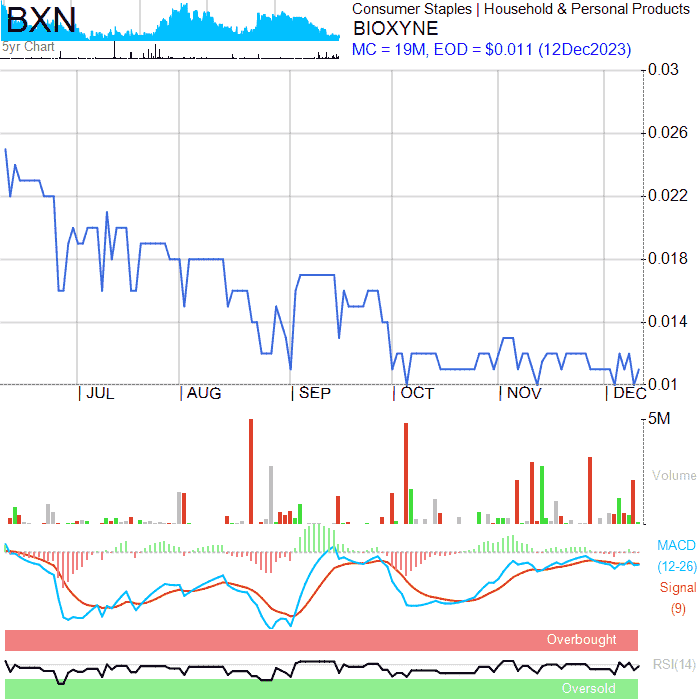 BXN
5yr Chart
Consumer Staples | Household & Personal Products
BIOXYNE
MC = 19M, EOD = $0.011 (12Dec2023)
0.03
0.026
0.022
0.018
0.014
0.01
JUL
AUG
SEP
OCT
NOV
DEC
5M
Volume
MACD
(12-26)
Signal
(9)
Overbought
RSI(14)
Oversold